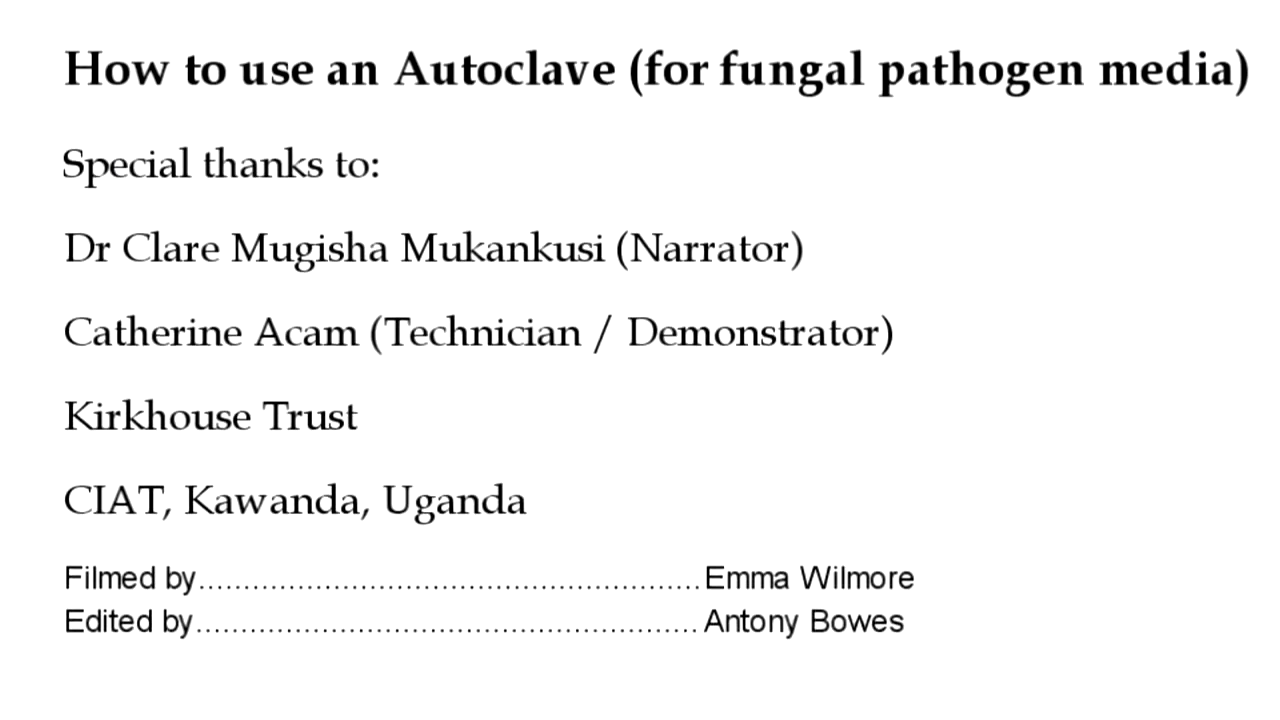 How to use an Autoclave (for fungal pathogen media)
Special thanks to:
Dr Clare Mugisha Mukankusi (Narrator)
Catherine Acam (Technician / Demonstrator)
Kirkhouse Trust
CIAT, Kawanda, Uganda
Filmed by........................................................Emma Wilmore
Edited by........................................................Antony Bowes